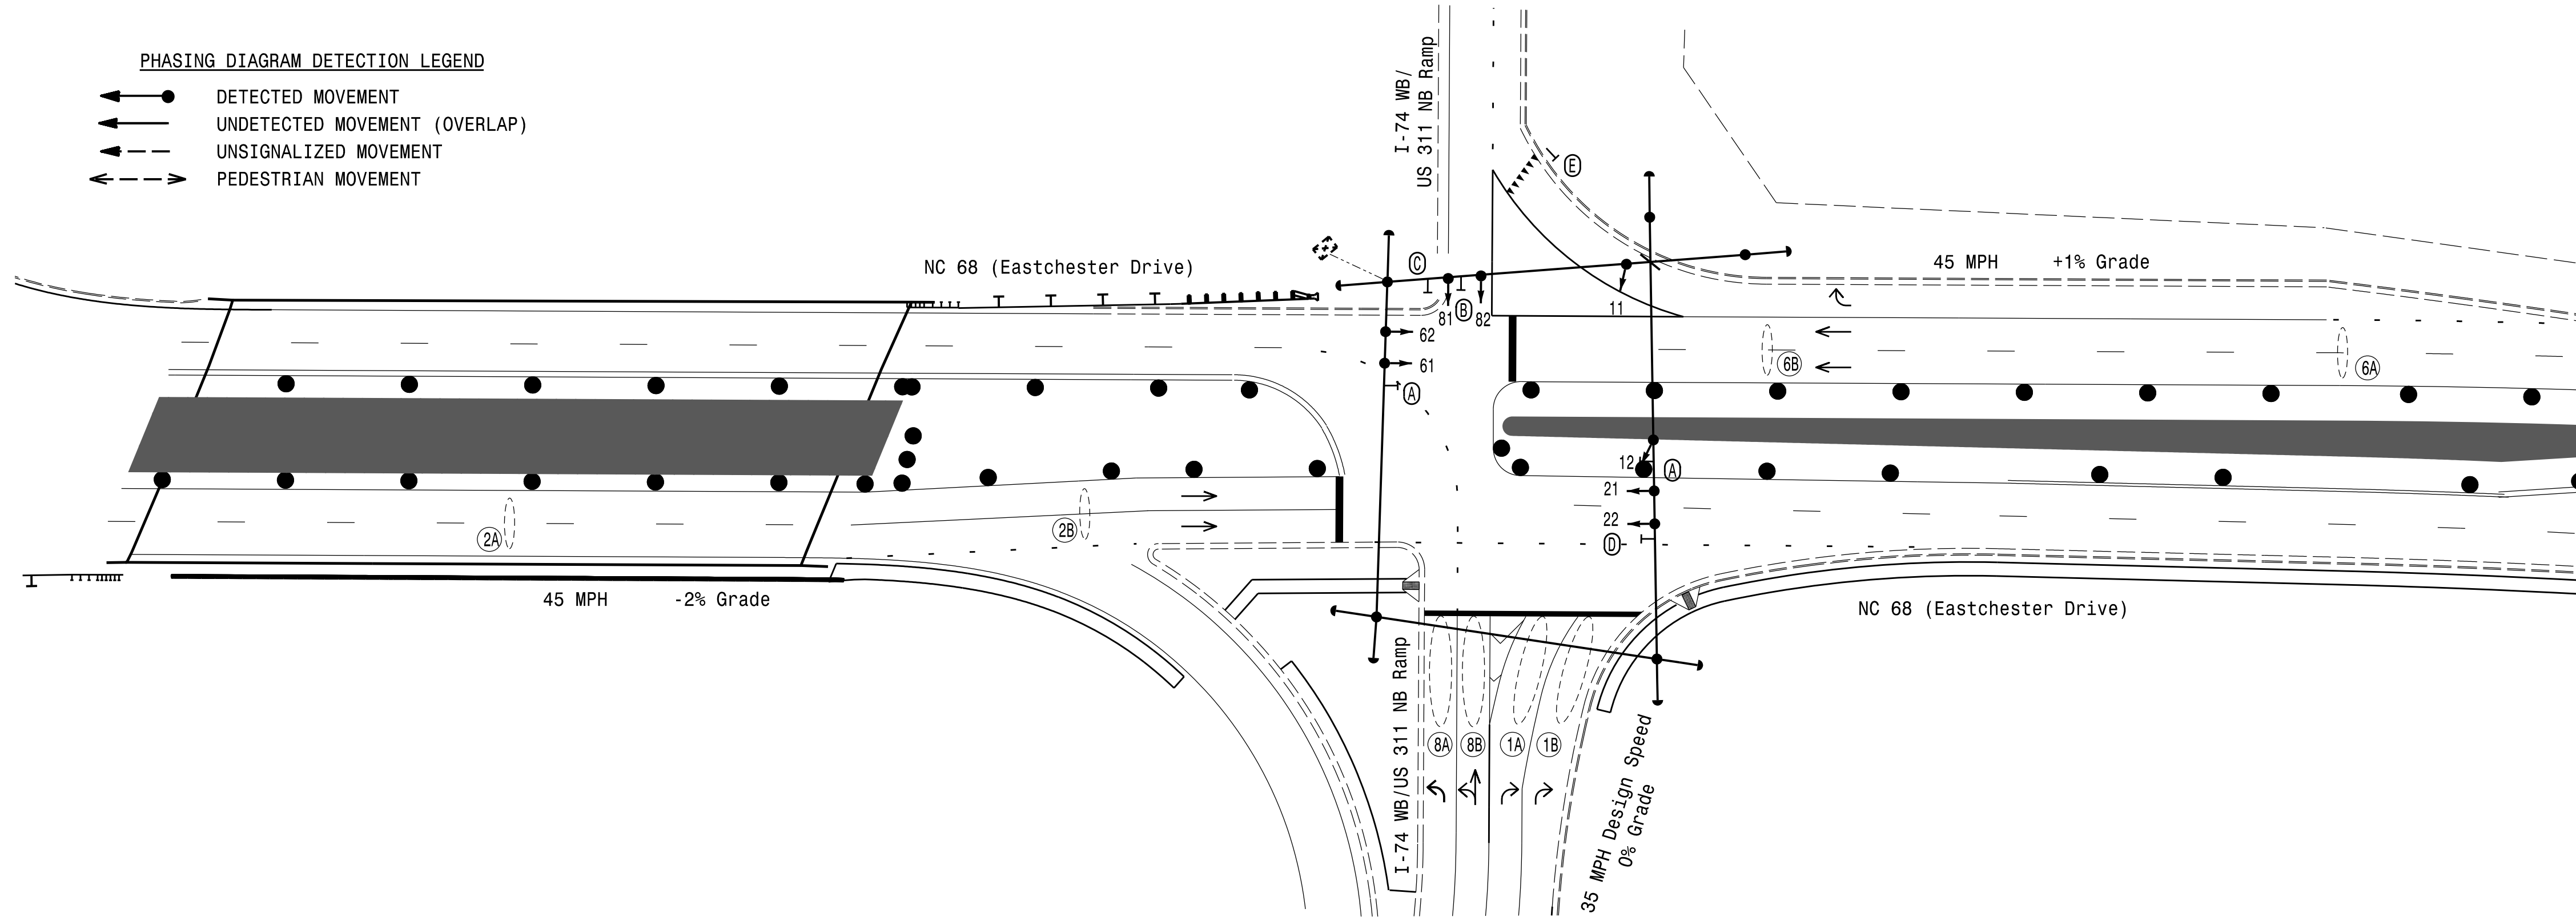 PHASING DIAGRAM DETECTION LEGEND
DETECTED MOVEMENT
UNDETECTED MOVEMENT (OVERLAP)
UNSIGNALIZED MOVEMENT
PEDESTRIAN MOVEMENT
I-74 WB/
US 311 NB Ramp
E
NC 68 (Eastchester Drive)
C
45 MPH +1% Grade
B
81
82
11
62
61
A
6B
6A
12
A
21
22
D
2A
2B
45 MPH -2% Grade
NC 68 (Eastchester Drive)
I-74 WB/US 311 NB Ramp
8A
8B
1A
1B
35 MPH Design Speed
0% Grade